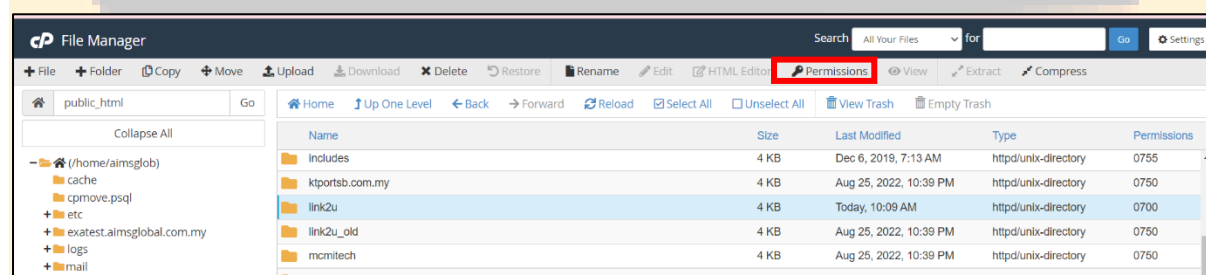 cP File Manager Search All Your Files for Go Settings
+ File + Folder Copy Move Upload Download Delete Restore Rename Edit HTML Editor Permissions View Extract Compress
public_html Go Home Up One Level Back Forward Reload Select All Unselect All View Trash Empty Trash
Collapse All
Name Size Last Modified Type Permissions
(/home/aimsglob)
cache
cpmove.psql
etc
exatest.aimsglobal.com.my
logs
mail
includes 4 KB Dec 6, 2019, 7:13 AM httpd/unix-directory 0755
ktportsb.com.my 4 KB Aug 25, 2022, 10:39 PM httpd/unix-directory 0750
link2u 4 KB Today, 10:09 AM httpd/unix-directory 0700
link2u_old 4 KB Aug 25, 2022, 10:39 PM httpd/unix-directory 0750
mcmitech 4 KB Aug 25, 2022, 10:39 PM httpd/unix-directory 0750